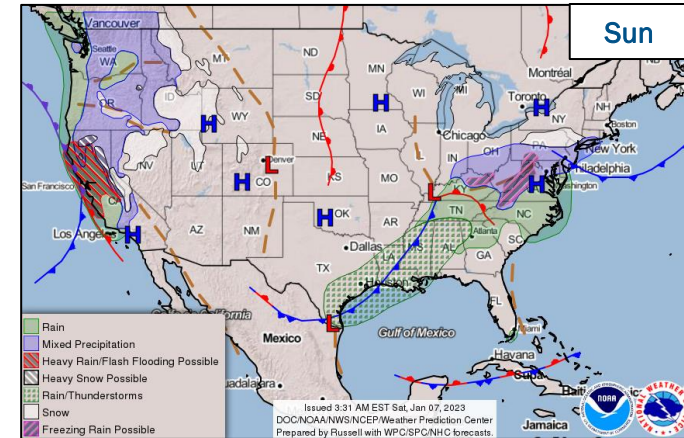 Sun
Vancouver
Seattle
WA
MT
ND
MN
Montréal
OR
ID
SD
WI
MI
Toronto
NH
WY
NY
Boston
IA
Chicago
NE
PA
New York
NV
UT
Denver
IN
OH
Philadelphia
San Francisco
CO
KS
MO
KY
Washington
CA
Los Angeles
AZ
NM
OK
AR
TN
NC
Atlanta
SC
Dallas
LA
MS
AL
GA
TX
Houston
FL
Mexico
Gulf of Mexico
Miami
Havana
Cuba
Jamaica
H
H
H
H
H
H
H
L
L
L
Rain
Mixed Precipitation
Heavy Rain/Flash Flooding Possible
Heavy Snow Possible
Rain/Thunderstorms
Snow
Freezing Rain Possible
Issued 3:31 AM EST Sat, Jan 07, 2023
DOC/NOAA/NWS/NCEP/Weather Prediction Center
Prepared by Russell with WPC/SPC/NHC forecasts.
NOAA